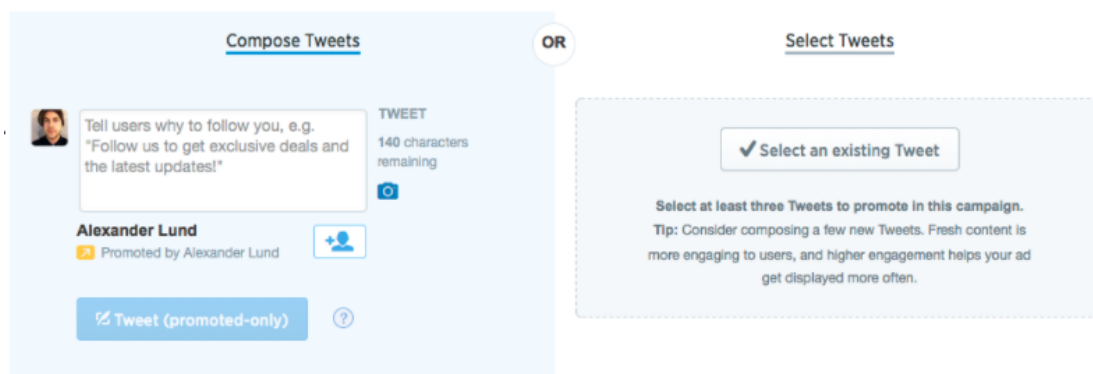 Compose Tweets
OR
Select Tweets
Tell users why to follow you, e.g.
"Follow us to get exclusive deals and
the latest updates!"
TWEET
140 characters
remaining
Alexander Lund
Promoted by Alexander Lund
Tweet (promoted-only)
?
Select an existing Tweet
Select at least three Tweets to promote in this campaign.
Tip: Consider composing a few new Tweets. Fresh content is
more engaging to users, and higher engagement helps your ad
get displayed more often.